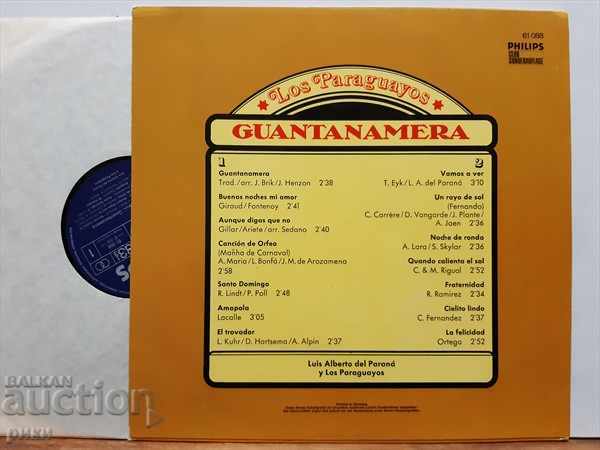 61 088
PHILIPS
CLUB
SONDERAUFLAGE
Los Paraguayos
GUANTANAMERA
1
Guantanamera
Trad./arr. J. Brik/J. Henzon 2'38
Buenas noches mi amor
Giraud/Fontenoy 2'41
Aunque digas que no
Gillar/Ariete/arr. Sedano 2'40
Canción de Orfeo
(Mañha de Carnaval)
A. Maria/L. Bonfá/J. M. de Arozamena
2'58
Santo Domingo
R. Lindt/P. Poll 2'48
Amapola
Lacalle 3'05
El trovador
L. Kuhr/D. Hartsema/A. Alpin 2'37
2
Vamos a ver
T. Eyk/L. A. del Paraná 3'10
Un rayo de sol
(Fernando)
C. Carrère/D. Vangarde/J. Plante/
A. Jaen 2'36
Noche de ronda
A. Lara/S. Skylar 2'36
Quando calienta el sol
C. & M. Rigual 2'52
Fraternidad
R. Ramirez 2'34
Cielito lindo
C. Fernandez 2'37
La felicidad
Ortega 2'52
Luis Alberto del Paraná
y Los Paraguayos
33
1
BALKAN
auction